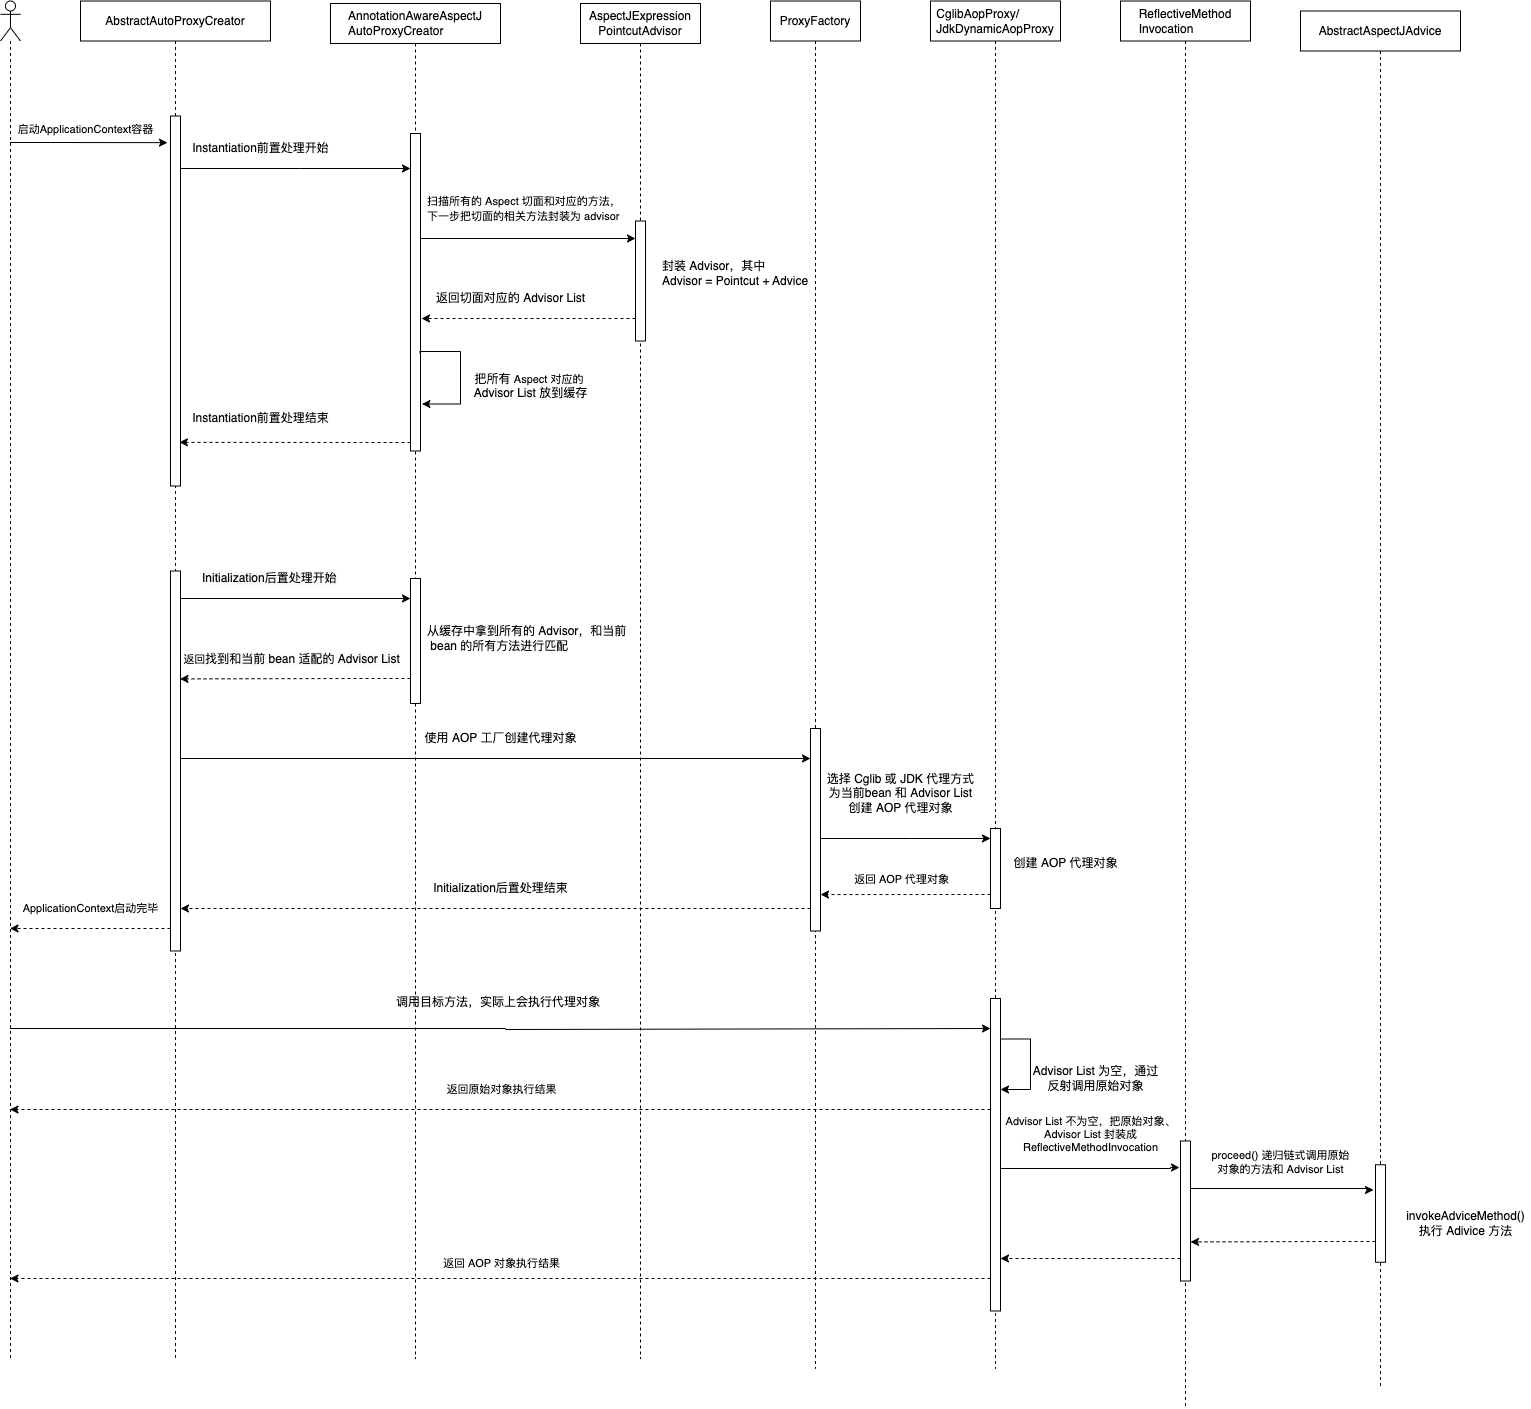 AbstractAutoProxyCreator
AnnotationAwareAspectJ
AutoProxyCreator
AspectJExpression
PointcutAdvisor
ProxyFactory
CglibAopProxy/
JdkDynamicAopProxy
ReflectiveMethod
Invocation
AbstractAspectJAdvice
启动ApplicationContext容器
Instantiation前置处理开始
扫描所有的 Aspect 切面和对应的方法，
下一步把切面的相关方法封装为 advisor
封装 Advisor，其中
Advisor = Pointcut + Advice
返回切面对应的 Advisor List
把所有 Aspect 对应的
Advisor List 放到缓存
Instantiation前置处理结束
Initialization后置处理开始
从缓存中拿到所有的 Advisor，和当前
bean 的所有方法进行匹配
返回找到和当前 bean 适配的 Advisor List
使用 AOP 工厂创建代理对象
选择 Cglib 或 JDK 代理方式
为当前bean 和 Advisor List
创建 AOP 代理对象
创建 AOP 代理对象
返回 AOP 代理对象
Initialization后置处理结束
ApplicationContext启动完毕
调用目标方法，实际上会执行代理对象
Advisor List 为空，通过
反射调用原始对象
返回原始对象执行结果
Advisor List 不为空，把原始对象、
Advisor List 封装成
ReflectiveMethodInvocation
proceed() 递归链式调用原始
对象的方法和 Advisor List
invokeAdviceMethod()
执行 Adivice 方法
返回 AOP 对象执行结果